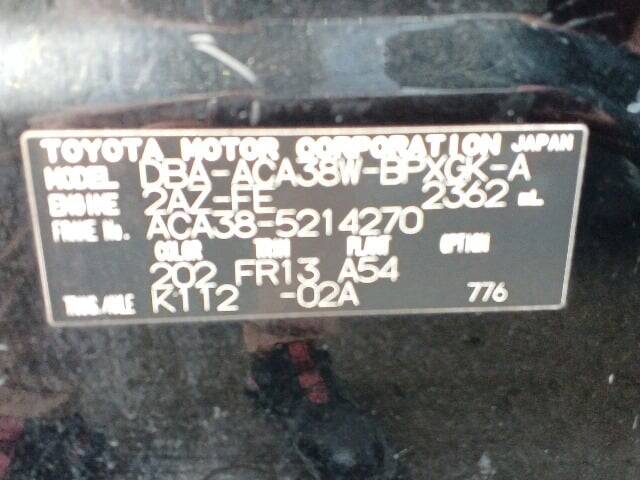 TOYOTA MOTOR CORPORATION JAPAN
MODEL DBA-ACA38W-BPXGK-A
ENGINE 2AZ-FE 2362 mL
FRAME No. ACA38-5214270
COLOR TRIM PLANT OPTION
202 FR13 A54
TRANS/AXLE K112 -02A 776